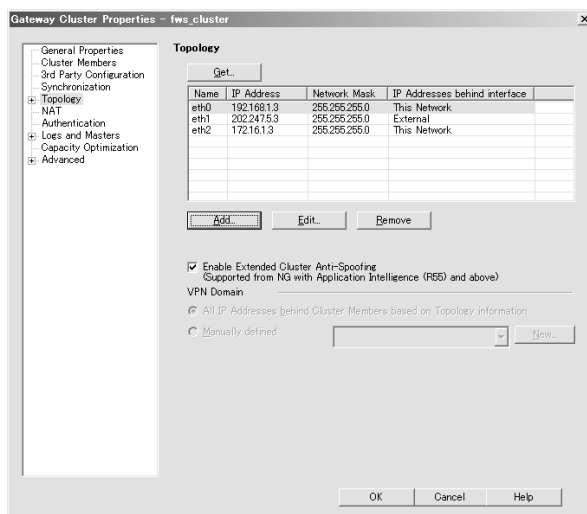 Gateway Cluster Properties - fws_cluster
General Properties
Cluster Members
3rd Party Configuration
Synchronization
Topology
NAT
Authentication
Logs and Masters
Capacity Optimization
Advanced
Topology
Get...
Name IP Address Network Mask IP Addresses behind interface
eth0 192.168.1.3 255.255.255.0 This Network
eth1 202.247.5.3 255.255.255.0 External
eth2 172.16.1.3 255.255.255.0 This Network
Add... Edit... Remove
Enable Extended Cluster Anti-Spoofing
(Supported from NG with Application Intelligence (R55) and above)
VPN Domain
All IP Addresses behind Cluster Members based on Topology information
Manually defined New...
OK Cancel Help